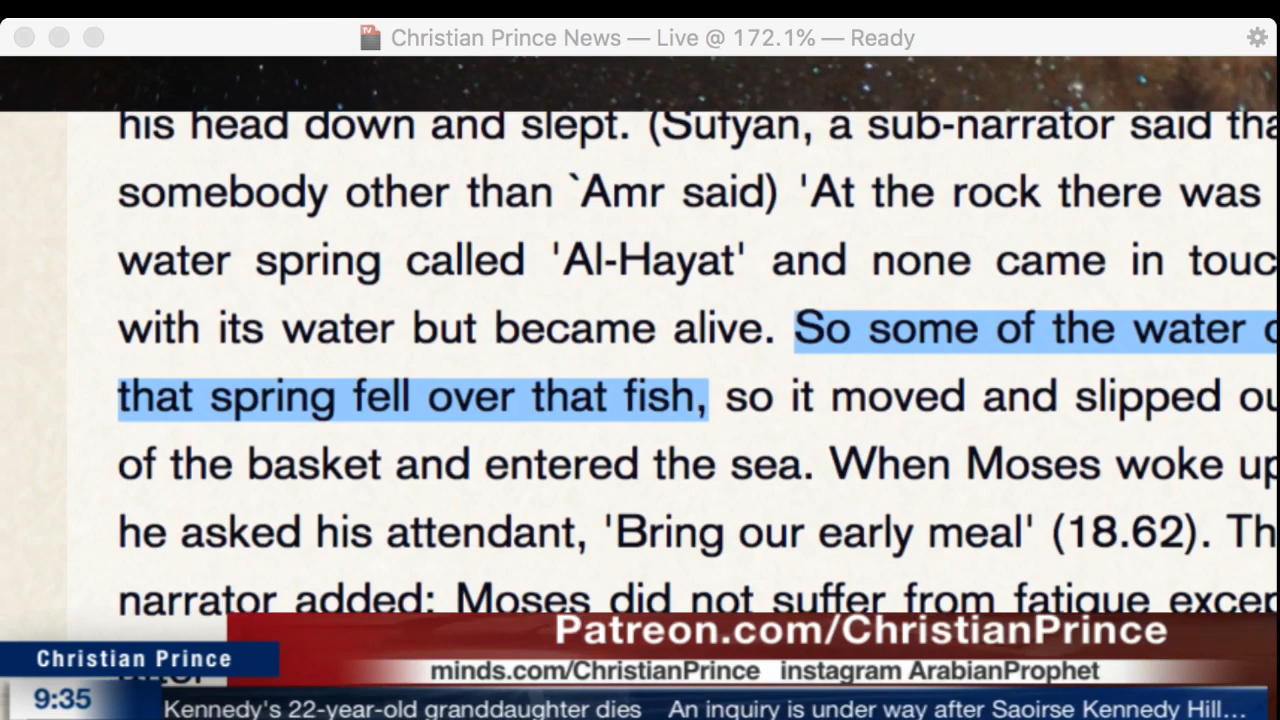 Christian Prince News — Live @ 172.1% — Ready
his head down and slept. (Sufyan, a sub-narrator said
somebody other than `Amr said) 'At the rock there was
water spring called 'Al-Hayat' and none came in
with its water but became alive. So some of the water
that spring fell over that fish, so it moved and slipped
of the basket and entered the sea. When Moses woke up
he asked his attendant, 'Bring our early meal' (18.62).
narrator added: Moses did not suffer from fatigue
Patreon.com/ChristianPrince
Christian Prince
minds.com/ChristianPrince instagram ArabianProphet
9:35
Kennedy's 22-year-old granddaughter dies An inquiry is under way after Saoirse Kennedy Hill...